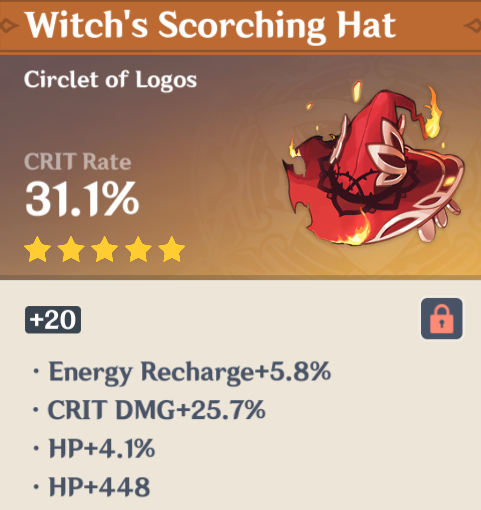 Witch's Scorching Hat
Circlet of Logos
CRIT Rate
31.1%
+20
· Energy Recharge+5.8%
· CRIT DMG+25.7%
· HP+4.1%
· HP+448